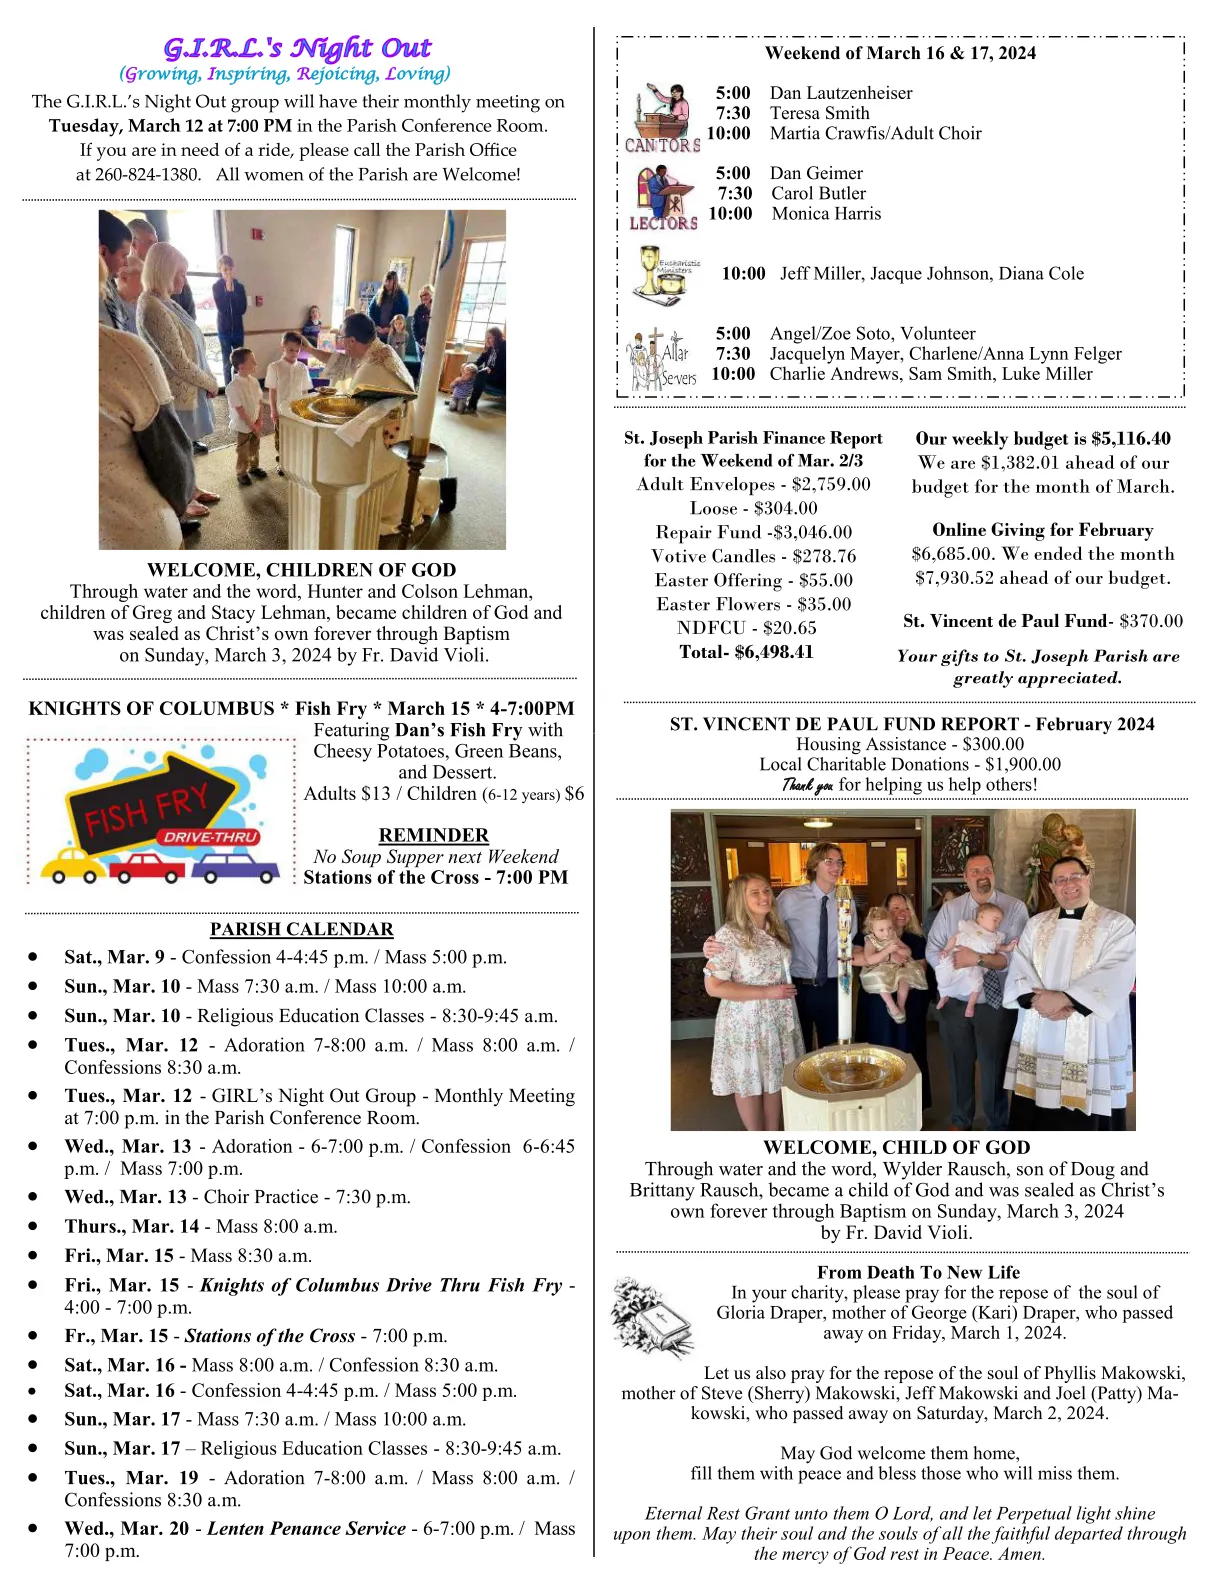 G.I.R.L.'s Night Out
(Growing, Inspiring, Rejoicing, Loving)
The G.I.R.L.’s Night Out group will have their monthly meeting on
Tuesday, March 12 at 7:00 PM in the Parish Conference Room.
If you are in need of a ride, please call the Parish Office
at 260-824-1380. All women of the Parish are Welcome!
WELCOME, CHILDREN OF GOD
Through water and the word, Hunter and Colson Lehman,
children of Greg and Stacy Lehman, became children of God and
was sealed as Christ’s own forever through Baptism
on Sunday, March 3, 2024 by Fr. David Violi.
KNIGHTS OF COLUMBUS * Fish Fry * March 15 * 4-7:00PM
Featuring Dan’s Fish Fry with
Cheesy Potatoes, Green Beans,
and Dessert.
Adults $13 / Children (6-12 years) $6
FISH FRY
DRIVE-THRU
REMINDER
No Soup Supper next Weekend
Stations of the Cross - 7:00 PM
PARISH CALENDAR
• Sat., Mar. 9 - Confession 4-4:45 p.m. / Mass 5:00 p.m.
• Sun., Mar. 10 - Mass 7:30 a.m. / Mass 10:00 a.m.
• Sun., Mar. 10 - Religious Education Classes - 8:30-9:45 a.m.
• Tues., Mar. 12 - Adoration 7-8:00 a.m. / Mass 8:00 a.m. /
Confessions 8:30 a.m.
• Tues., Mar. 12 - GIRL’s Night Out Group - Monthly Meeting
at 7:00 p.m. in the Parish Conference Room.
• Wed., Mar. 13 - Adoration - 6-7:00 p.m. / Confession 6-6:45
p.m. / Mass 7:00 p.m.
• Wed., Mar. 13 - Choir Practice - 7:30 p.m.
• Thurs., Mar. 14 - Mass 8:00 a.m.
• Fri., Mar. 15 - Mass 8:30 a.m.
• Fri., Mar. 15 - Knights of Columbus Drive Thru Fish Fry -
4:00 - 7:00 p.m.
• Fr., Mar. 15 - Stations of the Cross - 7:00 p.m.
• Sat., Mar. 16 - Mass 8:00 a.m. / Confession 8:30 a.m.
• Sat., Mar. 16 - Confession 4-4:45 p.m. / Mass 5:00 p.m.
• Sun., Mar. 17 - Mass 7:30 a.m. / Mass 10:00 a.m.
• Sun., Mar. 17 – Religious Education Classes - 8:30-9:45 a.m.
• Tues., Mar. 19 - Adoration 7-8:00 a.m. / Mass 8:00 a.m. /
Confessions 8:30 a.m.
• Wed., Mar. 20 - Lenten Penance Service - 6-7:00 p.m. / Mass
7:00 p.m.
Weekend of March 16 & 17, 2024
CANTORS
5:00 Dan Lautzenheiser
7:30 Teresa Smith
10:00 Martia Crawfis/Adult Choir
LECTORS
5:00 Dan Geimer
7:30 Carol Butler
10:00 Monica Harris
Eucharistic
Ministers
10:00 Jeff Miller, Jacque Johnson, Diana Cole
Altar
Servers
5:00 Angel/Zoe Soto, Volunteer
7:30 Jacquelyn Mayer, Charlene/Anna Lynn Felger
10:00 Charlie Andrews, Sam Smith, Luke Miller
St. Joseph Parish Finance Report
for the Weekend of Mar. 2/3
Adult Envelopes - $2,759.00
Loose - $304.00
Repair Fund -$3,046.00
Votive Candles - $278.76
Easter Offering - $55.00
Easter Flowers - $35.00
NDFCU - $20.65
Total- $6,498.41
Our weekly budget is $5,116.40
We are $1,382.01 ahead of our
budget for the month of March.
Online Giving for February
$6,685.00. We ended the month
$7,930.52 ahead of our budget.
St. Vincent de Paul Fund- $370.00
Your gifts to St. Joseph Parish are
greatly appreciated.
ST. VINCENT DE PAUL FUND REPORT - February 2024
Housing Assistance - $300.00
Local Charitable Donations - $1,900.00
Thank you for helping us help others!
WELCOME, CHILD OF GOD
Through water and the word, Wylder Rausch, son of Doug and
Brittany Rausch, became a child of God and was sealed as Christ’s
own forever through Baptism on Sunday, March 3, 2024
by Fr. David Violi.
From Death To New Life
In your charity, please pray for the repose of the soul of
Gloria Draper, mother of George (Kari) Draper, who passed
away on Friday, March 1, 2024.
Let us also pray for the repose of the soul of Phyllis Makowski,
mother of Steve (Sherry) Makowski, Jeff Makowski and Joel (Patty) Ma-
kowski, who passed away on Saturday, March 2, 2024.
May God welcome them home,
fill them with peace and bless those who will miss them.
Eternal Rest Grant unto them O Lord, and let Perpetual light shine
upon them. May their soul and the souls of all the faithful departed through
the mercy of God rest in Peace. Amen.